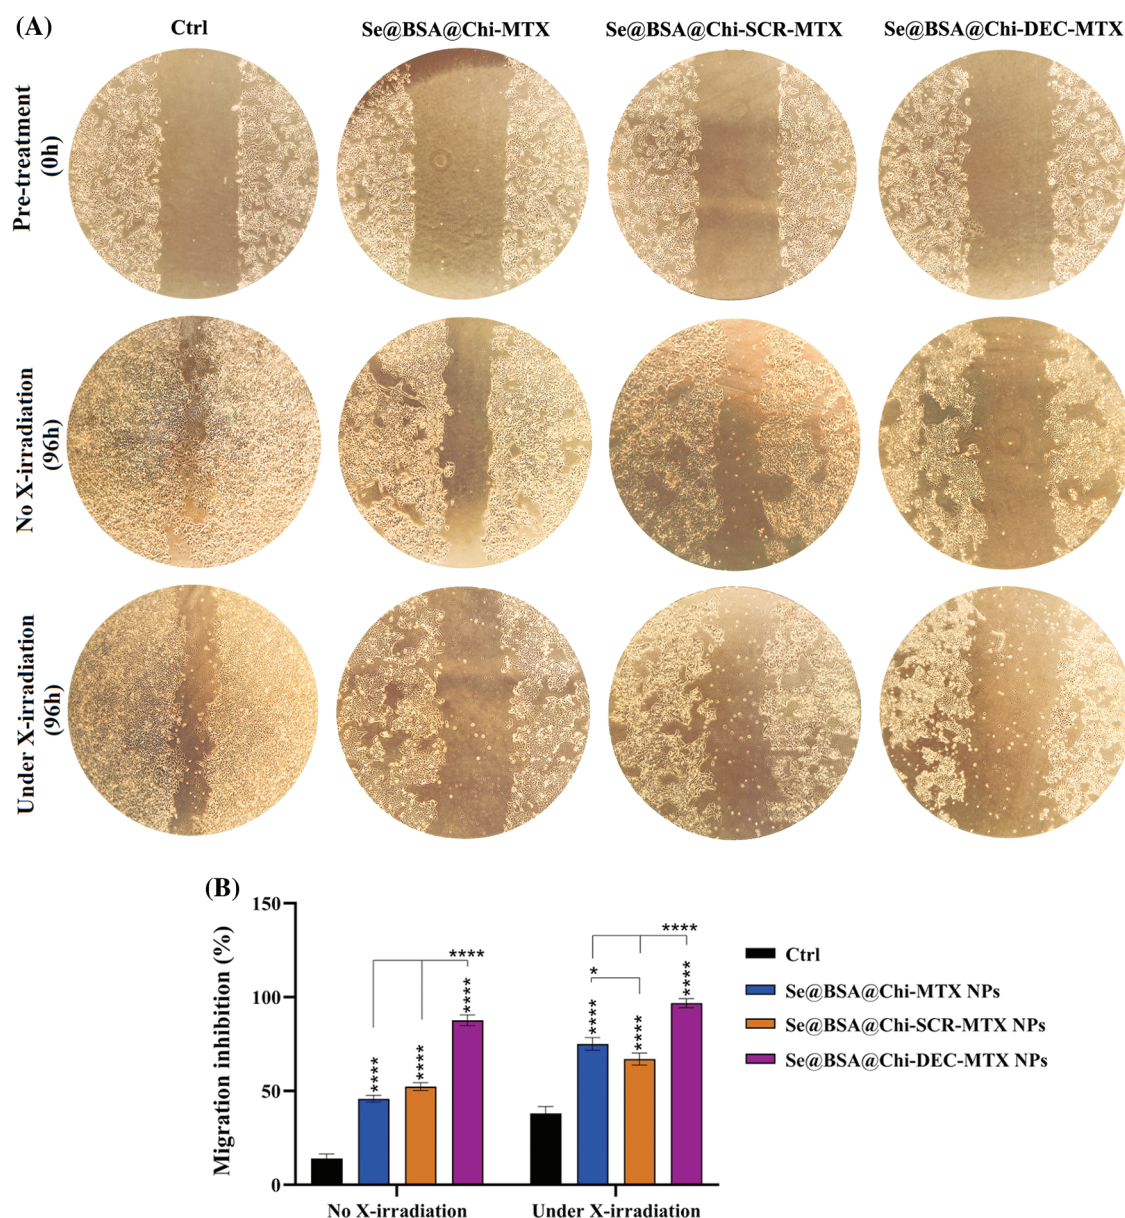 (A)
Ctrl
Se@BSA@Chi-MTX
Se@BSA@Chi-SCR-MTX
Se@BSA@Chi-DEC-MTX
Pre-treatment
(0h)
No X-irradiation
(96h)
Under X-irradiation
(96h)
(B)
Migration inhibition (%)
150
100
50
0
****
****
****
****
****
*
****
****
****
No X-irradiation
Under X-irradiation
Ctrl
Se@BSA@Chi-MTX NPs
Se@BSA@Chi-SCR-MTX NPs
Se@BSA@Chi-DEC-MTX NPs